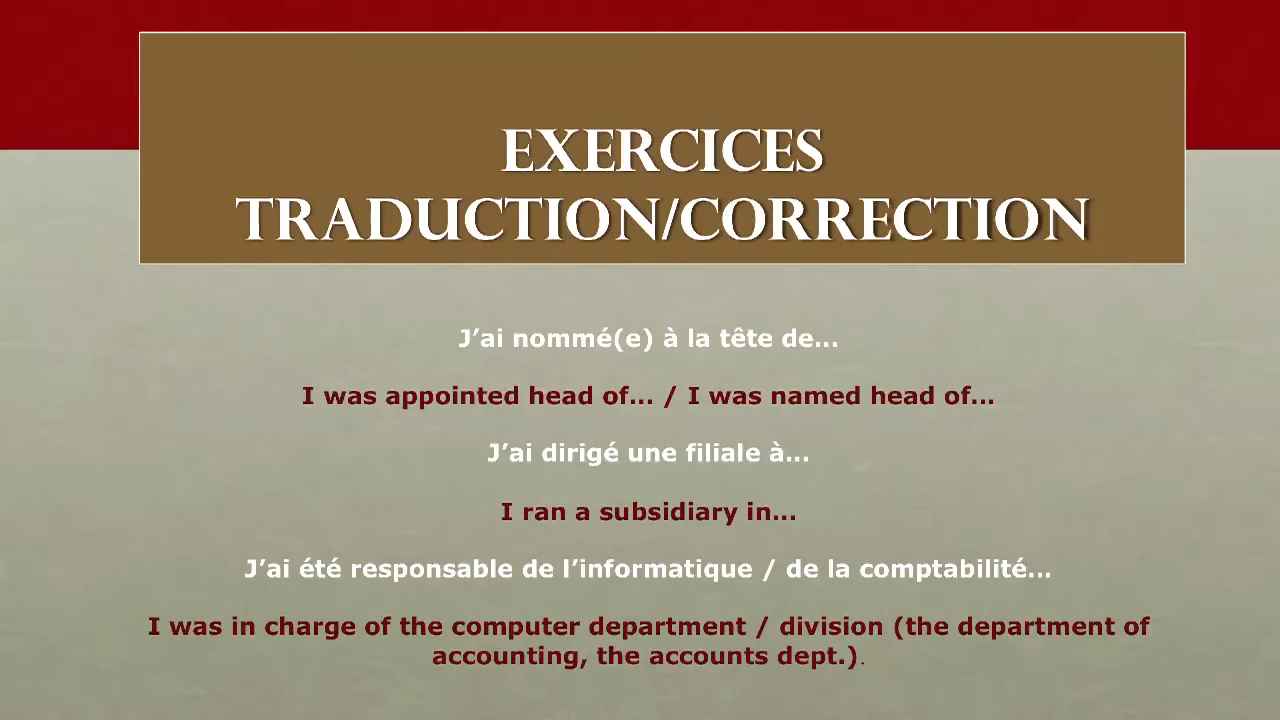 EXERCICES
TRADUCTION/CORRECTION
J’ai nommé(e) à la tête de...
I was appointed head of... / I was named head of...
J’ai dirigé une filiale à...
I ran a subsidiary in...
J’ai été responsable de l’informatique / de la comptabilité...
I was in charge of the computer department / division (the department of
accounting, the accounts dept.).